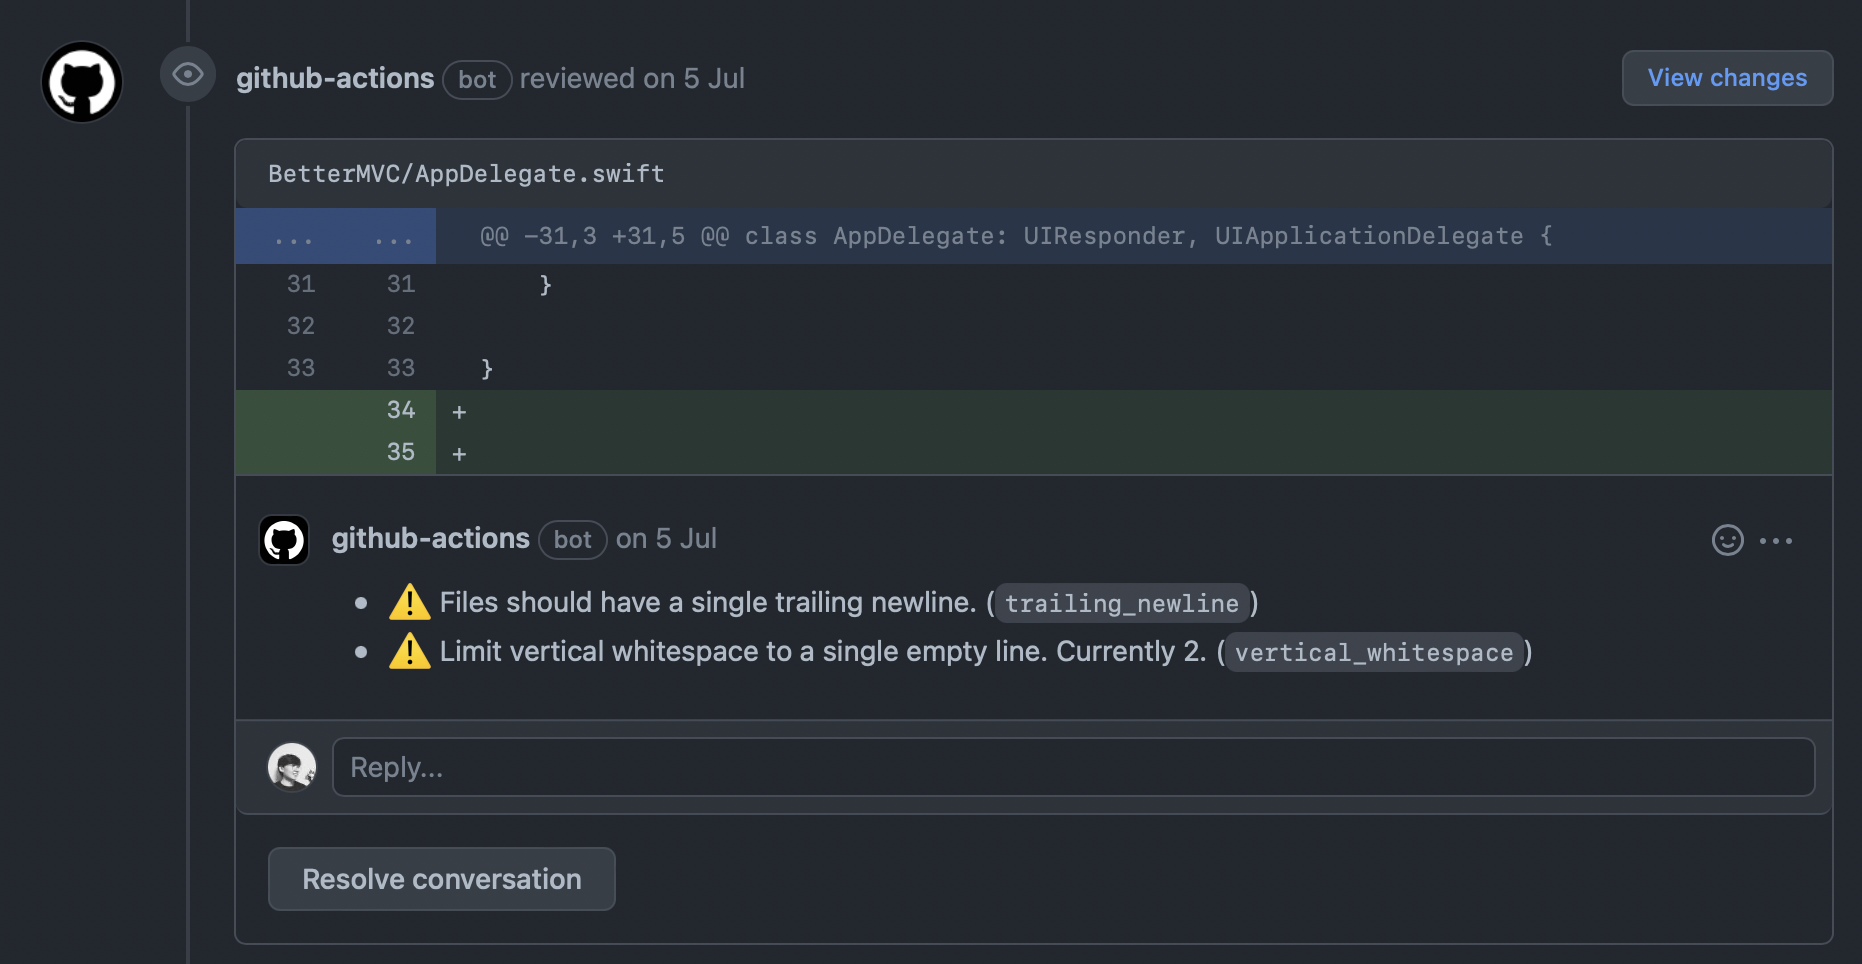 github-actions bot reviewed on 5 Jul
View changes
BetterMVC/AppDelegate.swift
... ... @@ -31,3 +31,5 @@ class AppDelegate: UIResponder, UIApplicationDelegate {
31 31 }
32 32
33 33 }
34 +
35 +
github-actions bot on 5 Jul
• ⚠️ Files should have a single trailing newline. (trailing_newline)
• ⚠️ Limit vertical whitespace to a single empty line. Currently 2. (vertical_whitespace)
Reply...
Resolve conversation